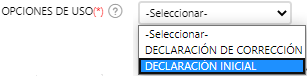 OPCIONES DE USO(*) ? -Seleccionar-
-Seleccionar-
DECLARACIÓN DE CORRECCIÓN
DECLARACIÓN INICIAL